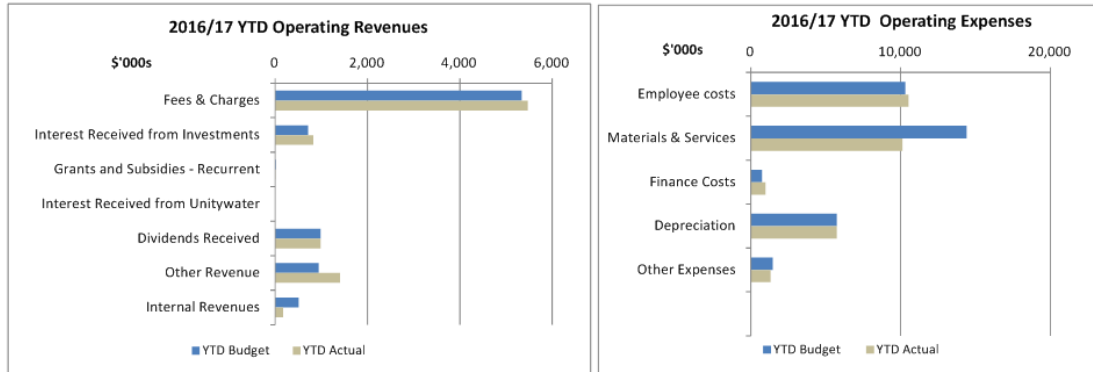 2016/17 YTD Operating Revenues
$'000s
0 2,000 4,000 6,000
Fees & Charges
Interest Received from Investments
Grants and Subsidies - Recurrent
Interest Received from Unitywater
Dividends Received
Other Revenue
Internal Revenues
YTD Budget YTD Actual
2016/17 YTD Operating Expenses
$'000s
0 10,000 20,000
Employee costs
Materials & Services
Finance Costs
Depreciation
Other Expenses
YTD Budget YTD Actual